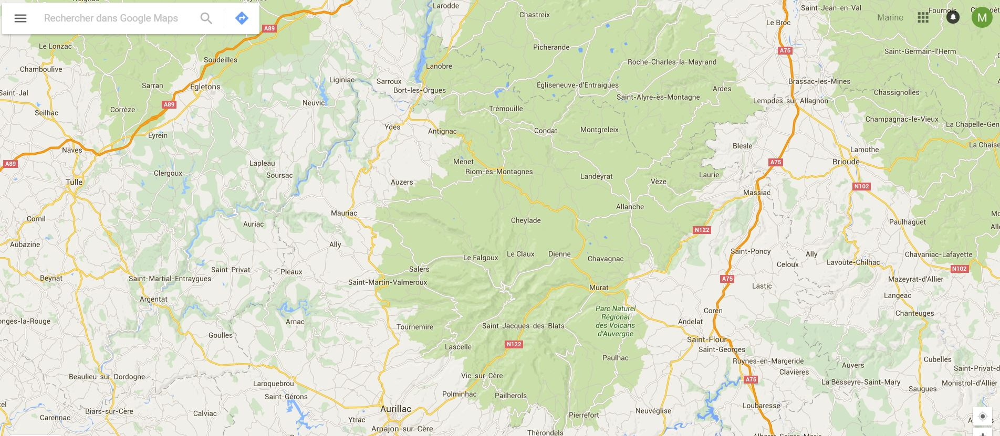 Rechercher dans Google Maps
Marine
M
Larodde
Chastreix
Saint-Jean-en-Val
Fournols
Le Broc
A89
Le Lonzac
Soudeilles
Picherande
A75
Saint-Germain-l'Herm
Chamboulive
Lanobre
Roche-Charles-la-Mayrand
Sarran
Égletons
Liginiac
Sarroux
Bort-les-Orgues
Égliseneuve-d'Entraigues
Ardes
Brassac-les-Mines
Saint-Jal
A89
Neuvic
Saint-Alyre-ès-Montagne
Lempdes-sur-Allagnon
Chassignolles
Seilhac
Corrèze
Trémouille
Champagnac-le-Vieux
Eyrein
Ydes
Antignac
Condat
Montgreleix
La Chapelle-Gen
Naves
Blesle
Lamothe
La Chaise
A89
Lapleau
Menet
A75
Brioude
Clergoux
Soursac
Riom-ès-Montagnes
Landeyrat
Laurie
Tulle
Auzers
Vèze
N102
Massiac
Cornil
Mauriac
Cheylade
Allanche
Paulhaguet
Auriac
N122
Aubazine
Ally
Le Falgoux
Le Claux
Dienne
Chavagnac
Saint-Poncy
Ally
Celoux
Lavoûte-Chilhac
Chavaniac-Lafayette
Beynat
Saint-Martial-Entraygues
Saint-Privat
Pleaux
Salers
N102
Saint-Martin-Valmeroux
Murat
A75
Lastic
Mazeyrat-d'Allier
Argentat
Langeac
Parc Naturel
Régional
des Volcans
d'Auvergne
Coren
Chanteuges
Arnac
Andelat
Goulles
Tournemire
Saint-Jacques-des-Blats
Saint-Flour
Lascelle
N122
Saint-Georges
Paulhac
Ruynes-en-Margeride
Auvers
Cubelles
Clavières
Saint-Privat-d
Beaulieu-sur-Dordogne
Vic-sur-Cère
A75
La Besseyre-Saint-Mary
Monistrol-d'Allier
Laroquebrou
Saugues
Saint-Gérons
Polminhac
Pailherols
Biars-sur-Cère
Calviac
Aurillac
Neuvéglise
Loubaresse
Carennac
Ytrac
Pierrefort
Arpajon-sur-Cère
Thérondels